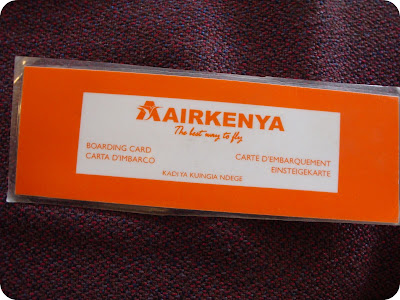 AIRKENYA
The best way to fly
BOARDING CARD
CARTA D'IMBARCO
CARTE D'EMBARQUEMENT
EINSTEIGEKARTE
KADI YA KUINGIA NDEGE